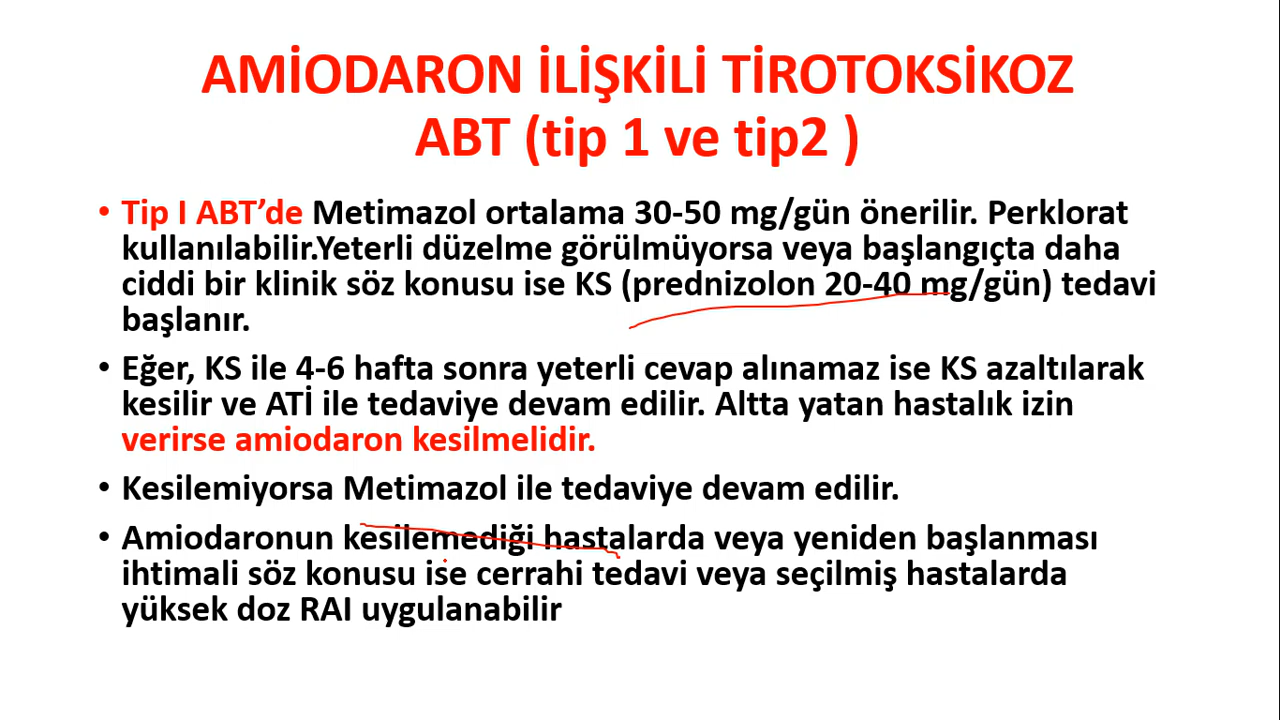 AMİODARON İLİŞKİLİ TİROTOKSİKOZ
ABT (tip 1 ve tip2 )
• Tip I ABT’de Metimazol ortalama 30-50 mg/gün önerilir. Perklorat
kullanılabilir.Yeterli düzelme görülmüyorsa veya başlangıçta daha
ciddi bir klinik söz konusu ise KS (prednizolon 20-40 mg/gün) tedavi
başlanır.
• Eğer, KS ile 4-6 hafta sonra yeterli cevap alınamaz ise KS azaltılarak
kesilir ve ATİ ile tedaviye devam edilir. Altta yatan hastalık izin
verirse amiodaron kesilmelidir.
• Kesilemiyorsa Metimazol ile tedaviye devam edilir.
• Amiodaronun kesilemediği hastalarda veya yeniden başlanması
ihtimali söz konusu ise cerrahi tedavi veya seçilmiş hastalarda
yüksek doz RAI uygulanabilir